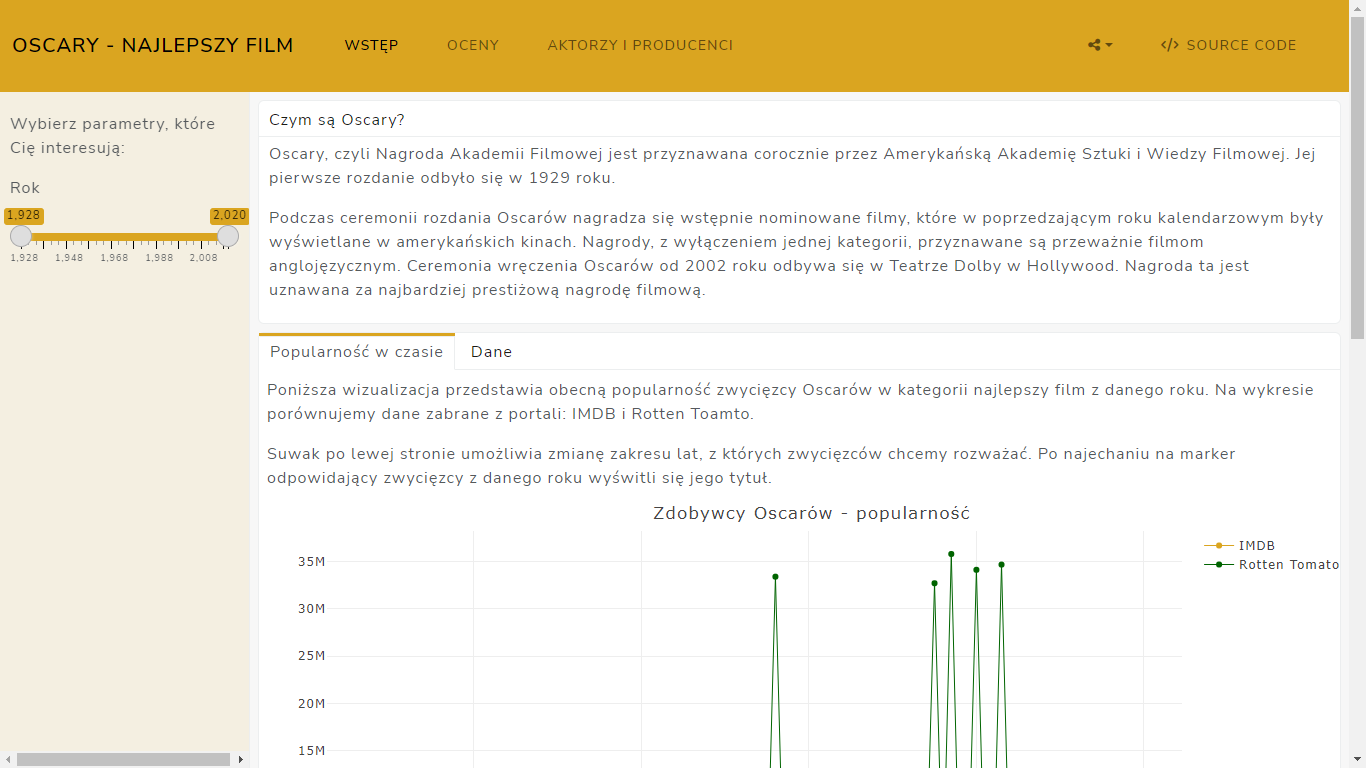 OSCARY - NAJLEPSZY FILM
WSTĘP
OCENY
AKTORZY I PRODUCENCI
SOURCE CODE
Wybierz parametry, które
Cię interesują:
Rok
1,928
2,020
1,928 1,948 1,968 1,988 2,008
Czym są Oscary?
Oscary, czyli Nagroda Akademii Filmowej jest przyznawana corocznie przez Amerykańską Akademię Sztuki i Wiedzy Filmowej. Jej
pierwsze rozdanie odbyło się w 1929 roku.
Podczas ceremonii rozdania Oscarów nagradza się wstępnie nominowane filmy, które w poprzedzającym roku kalendarzowym były
wyświetlane w amerykańskich kinach. Nagrody, z wyłączeniem jednej kategorii, przyznawane są przeważnie filmom
anglojęzycznym. Ceremonia wręczenia Oscarów od 2002 roku odbywa się w Teatrze Dolby w Hollywood. Nagroda ta jest
uznawana za najbardziej prestiżową nagrodę filmową.
Popularność w czasie
Dane
Poniższa wizualizacja przedstawia obecną popularność zwycięzcy Oscarów w kategorii najlepszy film z danego roku. Na wykresie
porównujemy dane zabrane z portali: IMDB i Rotten Toamto.
Suwak po lewej stronie umożliwia zmianę zakresu lat, z których zwycięzców chcemy rozważać. Po najechaniu na marker
odpowiadający zwycięzcy z danego roku wyświtli się jego tytuł.
Zdobywcy Oscarów - popularność
IMDB
Rotten Tomato
35M
30M
25M
20M
15M